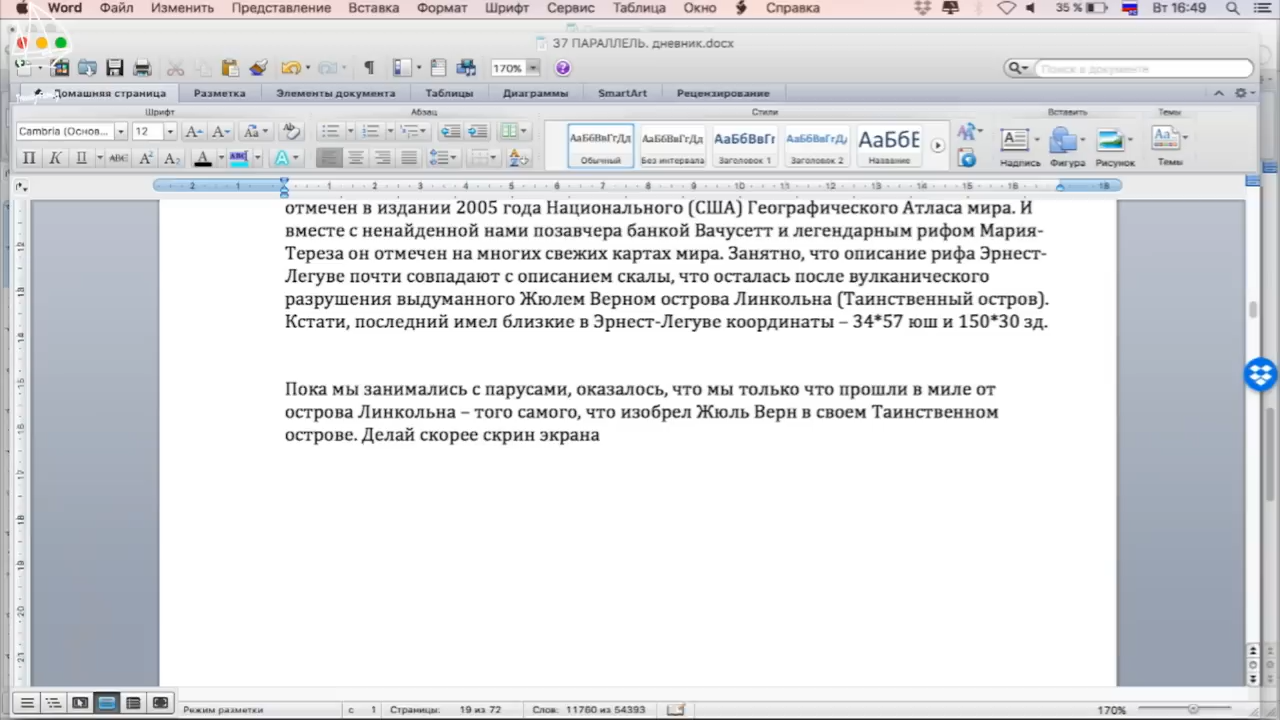 Word Файл Изменить Представление Вставка Формат Шрифт Сервис Таблица Окно Справка 35 % Вт 16:49
37 ПАРАЛЛЕЛЬ. дневник.docx
170% Поиск в документе
Домашняя страница Разметка Элементы документа Таблицы Диаграммы SmartArt Рецензирование
Шрифт Абзац Стили Вставить Темы
Cambria (Основ... 12
АаБбВвГгДд АаБбВвГгДд АаБбВвГг АаБбВвГгДд АаБбЕ
Обычный Без интервала Заголовок 1 Заголовок 2 Название Надпись Фигура Рисунок Темы
отмечен в издании 2005 года Национального (США) Географического Атласа мира. И
вместе с ненайденной нами позавчера банкой Вачусетт и легендарным рифом Мария-
Тереза он отмечен на многих свежих картах мира. Занятно, что описание рифа Эрнест-
Легуве почти совпадают с описанием скалы, что осталась после вулканического
разрушения выдуманного Жюлем Верном острова Линкольна (Таинственный остров).
Кстати, последний имел близкие в Эрнест-Легуве координаты – 34*57 юш и 150*30 зд.
Пока мы занимались с парусами, оказалось, что мы только что прошли в миле от
острова Линкольна – того самого, что изобрел Жюль Верн в своем Таинственном
острове. Делай скорее скрин экрана
Режим разметки с 1 Страницы: 19 из 72 Слов: 11760 из 54393 170%